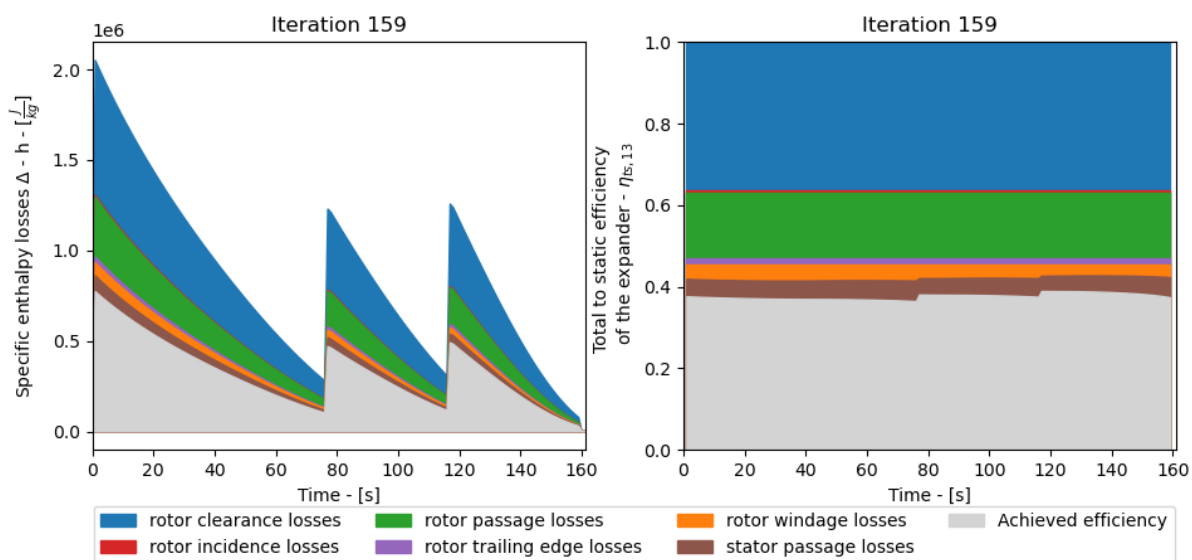 Iteration 159
1e6
Specific enthalpy losses Δ - h - [J/kg]
2.0
1.5
1.0
0.5
0.0
0 20 40 60 80 100 120 140 160
Time - [s]
Iteration 159
Total to static efficiency
of the expander - η_ts,13
1.0
0.8
0.6
0.4
0.2
0.0
0 20 40 60 80 100 120 140 160
Time - [s]
rotor clearance losses
rotor incidence losses
rotor passage losses
rotor trailing edge losses
rotor windage losses
stator passage losses
Achieved efficiency